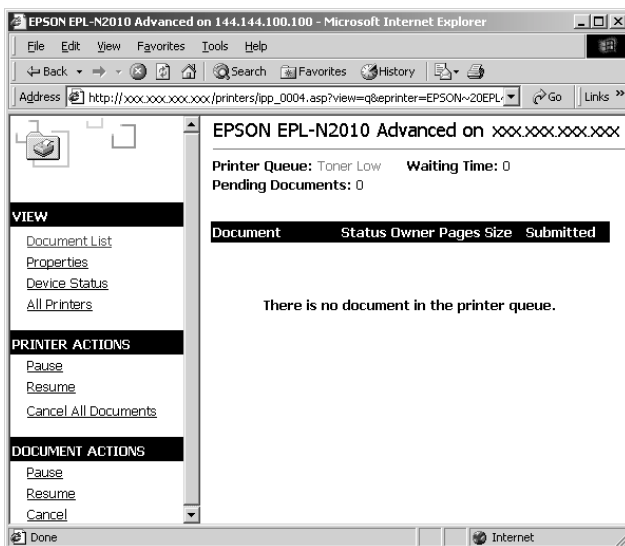 EPSON EPL-N2010 Advanced on 144.144.100.100 - Microsoft Internet Explorer
File Edit View Favorites Tools Help
Back Search Favorites History
Address http://xxx.xxx.xxx.xxx/printers/ipp_0004.asp?view=q&eprinter=EPSON~20EPL- Go Links »
EPSON EPL-N2010 Advanced on xxx.xxx.xxx.xxx
Printer Queue: Toner Low Waiting Time: 0
Pending Documents: 0
VIEW
Document List
Properties
Device Status
All Printers
PRINTER ACTIONS
Pause
Resume
Cancel All Documents
DOCUMENT ACTIONS
Pause
Resume
Cancel
Document Status Owner Pages Size Submitted
There is no document in the printer queue.
Done Internet